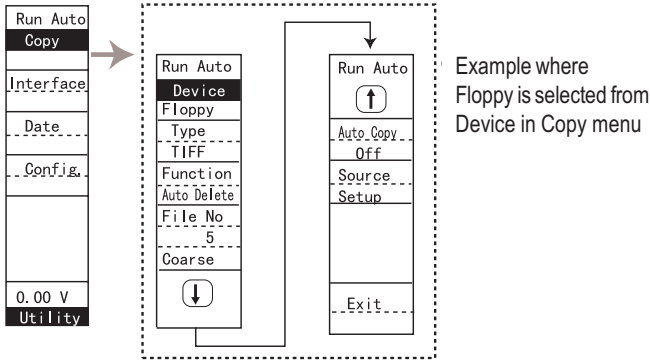 Run Auto
Copy
Interface
Date
Config.
0.00 V
Utility
Run Auto
Device
Floppy
Type
TIFF
Function
Auto Delete
File No
5
Coarse
Run Auto
Auto Copy
Off
Source
Setup
Exit
Example where
Floppy is selected from
Device in Copy menu